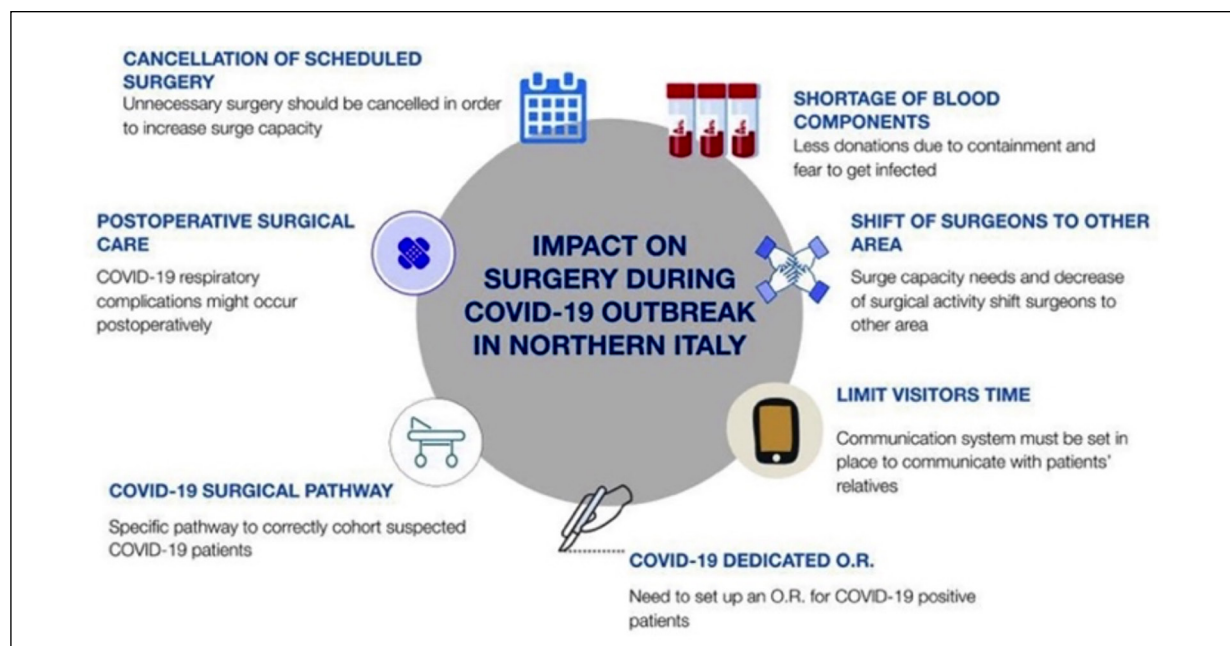 CANCELLATION OF SCHEDULED
SURGERY
Unnecessary surgery should be cancelled in order
to increase surge capacity
SHORTAGE OF BLOOD
COMPONENTS
Less donations due to containment and
fear to get infected
POSTOPERATIVE SURGICAL
CARE
COVID-19 respiratory
complications might occur
postoperatively
IMPACT ON
SURGERY DURING
COVID-19 OUTBREAK
IN NORTHERN ITALY
SHIFT OF SURGEONS TO OTHER
AREA
Surge capacity needs and decrease
of surgical activity shift surgeons to
other area
LIMIT VISITORS TIME
Communication system must be set in
place to communicate with patients'
relatives
COVID-19 SURGICAL PATHWAY
Specific pathway to correctly cohort suspected
COVID-19 patients
COVID-19 DEDICATED O.R.
Need to set up an O.R. for COVID-19 positive
patients